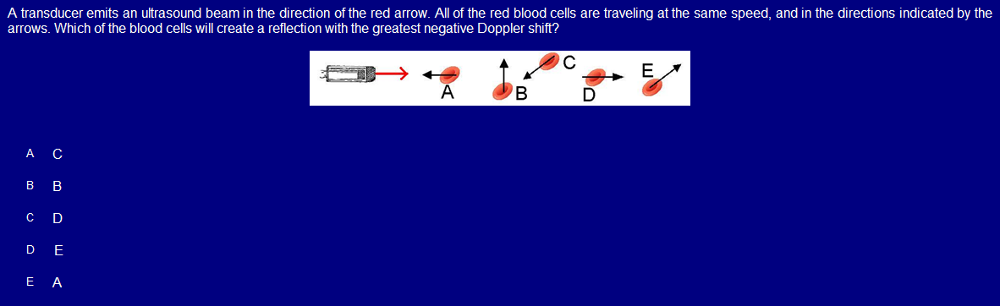 A transducer emits an ultrasound beam in the direction of the red arrow. All of the red blood cells are traveling at the same speed, and in the directions indicated by the
arrows. Which of the blood cells will create a reflection with the greatest negative Doppler shift?
A B C D E
A C
B B
C D
D E
E A